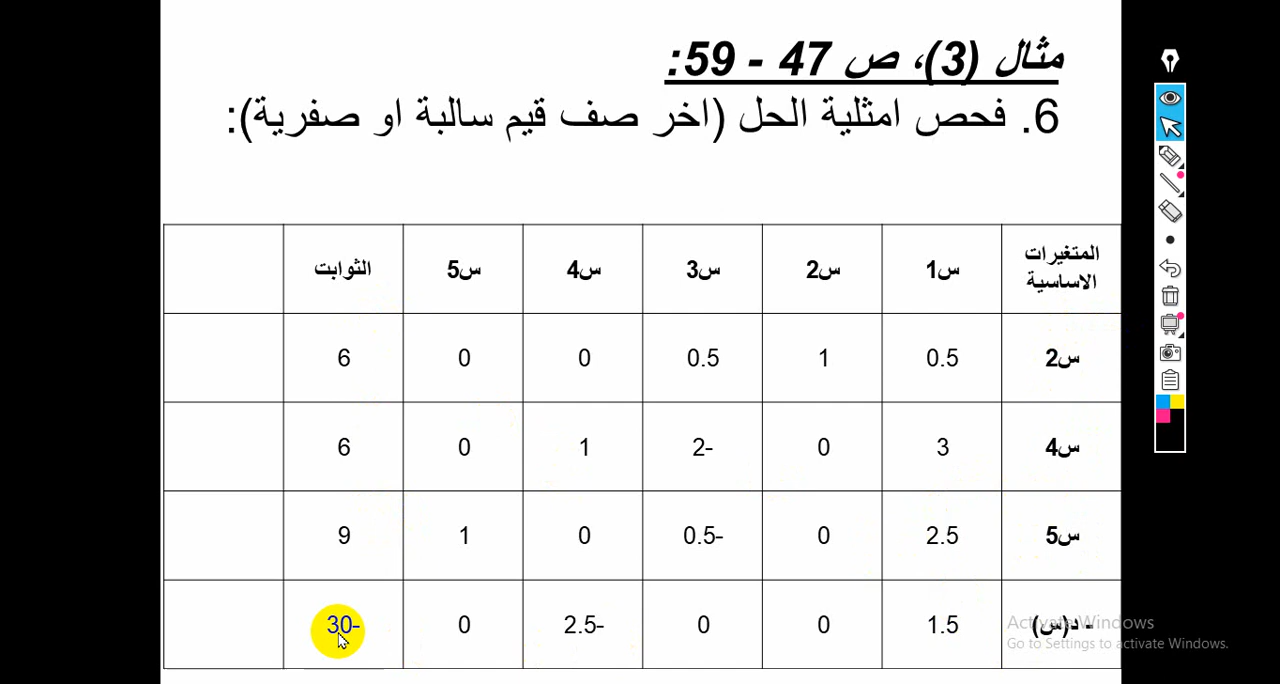 مثال (3)، ص 47 - 59:
6. فحص امثلية الحل (اخر صف قيم سالبة او صفرية):
المتغيرات الاساسية س1 س2 س3 س4 س5 الثوابت
س2 0.5 1 0.5 0 0 6
س4 3 0 2- 1 0 6
س5 2.5 0 0.5- 0 1 9
- د(س) 1.5 0 0 2.5- 0 30-
Activate Windows
Go to Settings to activate Windows.